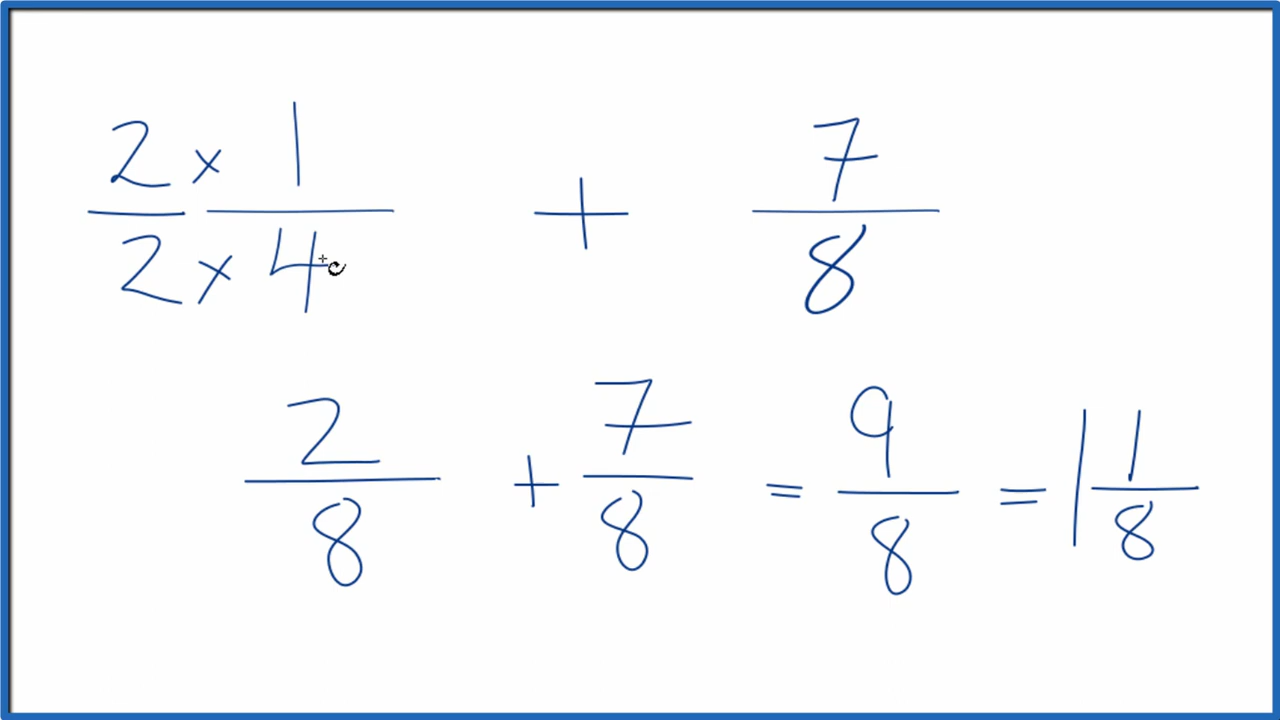 2/2 × 1/4 + 7/8
2/8 + 7/8 = 9/8 = 1 1/8